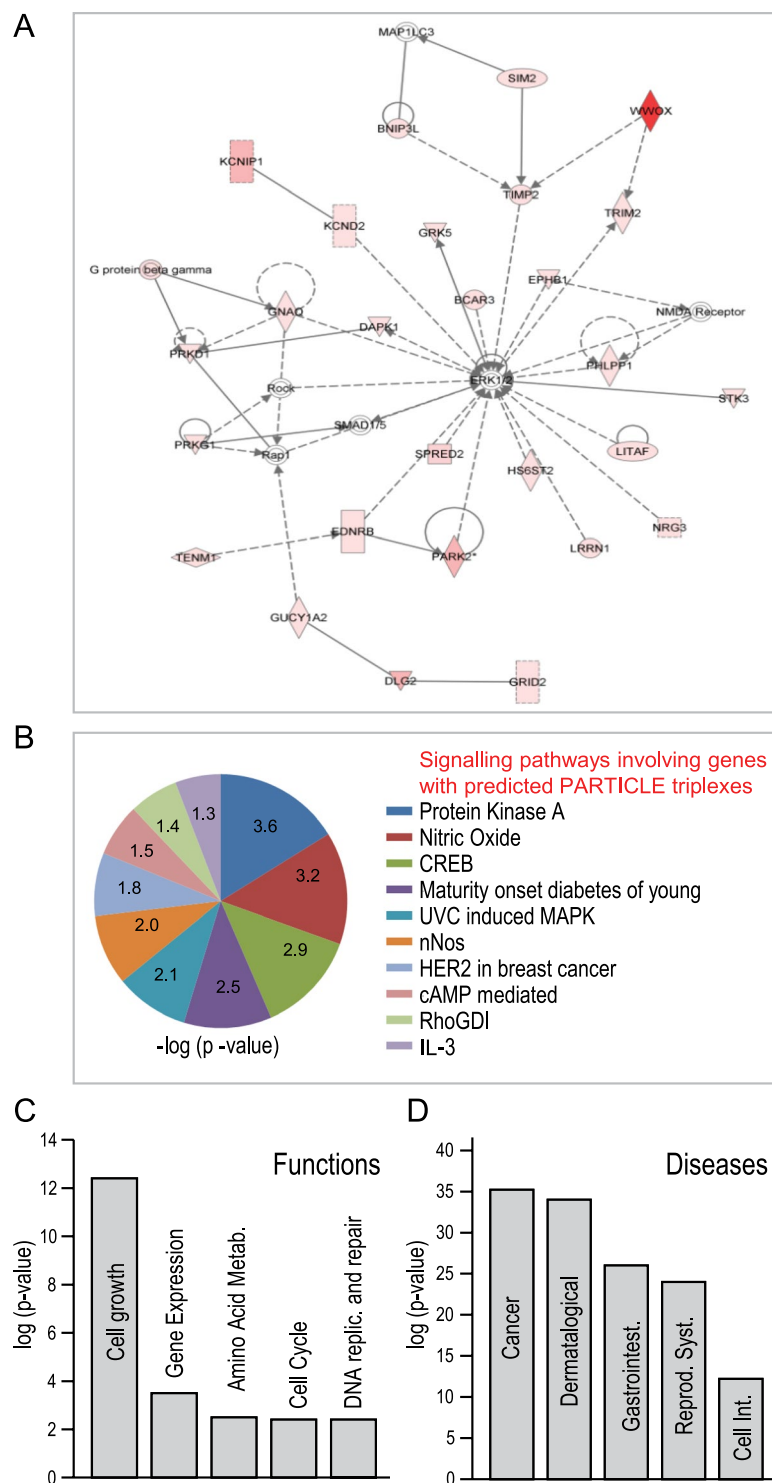 A
MAP1LC3
SIM2
WWOX
BNIP3L
KCNIP1
TIMP2
TRIM2
KCND2
GRK5
G protein beta gamma
EPHB1
BCAR3
GNAQ
NMDA Receptor
DAPK1
PRKD1
PHLPP1
ERK1/2
Rock
STK3
SMAD1/5
PRKG1
Rap1
SPRED2
LITAF
HS6ST2
EDNRB
NRG3
TENM1
PARK2*
LRRN1
GUCY1A2
DLG2
GRID2
B
Signalling pathways involving genes
with predicted PARTICLE triplexes
Protein Kinase A
Nitric Oxide
CREB
Maturity onset diabetes of young
UVC induced MAPK
nNos
HER2 in breast cancer
cAMP mediated
RhoGDI
IL-3
3.6
3.2
2.9
2.5
2.1
2.0
1.8
1.5
1.4
1.3
-log (p -value)
C
Functions
log (p-value)
14
12
10
8
6
4
2
0
Cell growth
Gene Expression
Amino Acid Metab.
Cell Cycle
DNA replic. and repair
D
Diseases
log (p-value)
40
35
30
25
20
15
10
5
0
Cancer
Dermatalogical
Gastrointest.
Reprod. Syst.
Cell Int.